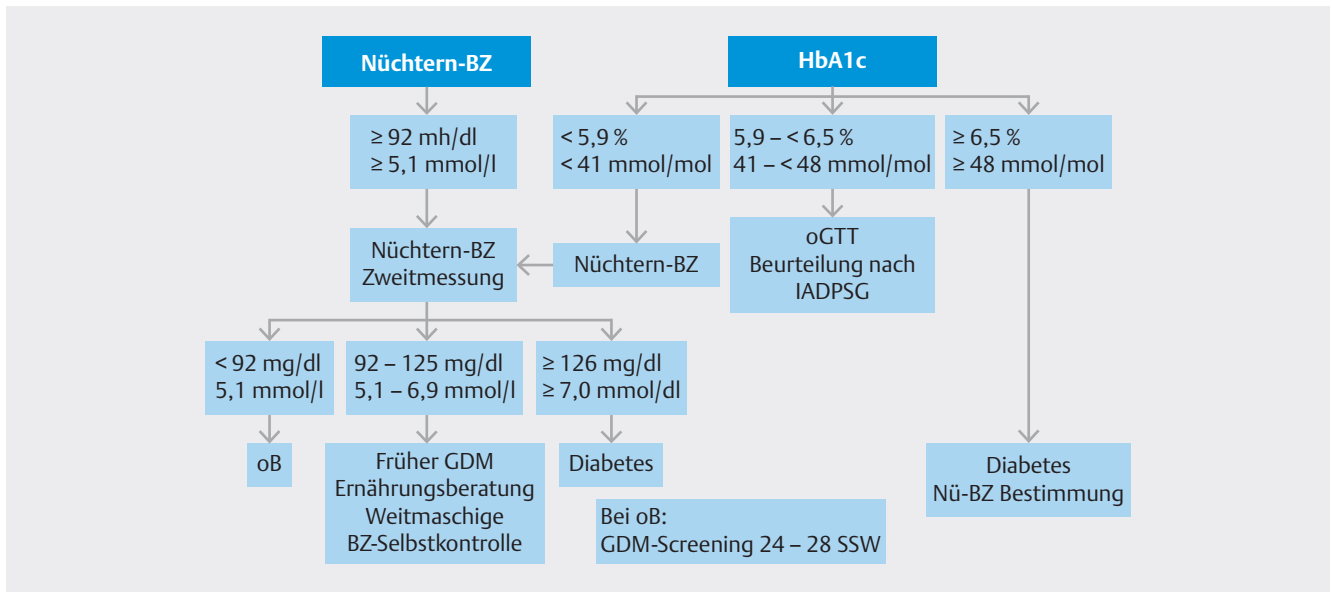 Nüchtern-BZ
HbA1c
≥ 92 mh/dl
≥ 5,1 mmol/l
< 5,9 %
< 41 mmol/mol
5,9 – < 6,5 %
41 – < 48 mmol/mol
≥ 6,5 %
≥ 48 mmol/mol
Nüchtern-BZ
Zweitmessung
Nüchtern-BZ
oGTT
Beurteilung nach
IADPSG
< 92 mg/dl
5,1 mmol/l
92 – 125 mg/dl
5,1 – 6,9 mmol/l
≥ 126 mg/dl
≥ 7,0 mmol/dl
oB
Früher GDM
Ernährungsberatung
Weitmaschige
BZ-Selbstkontrolle
Diabetes
Diabetes
Nü-BZ Bestimmung
Bei oB:
GDM-Screening 24 – 28 SSW